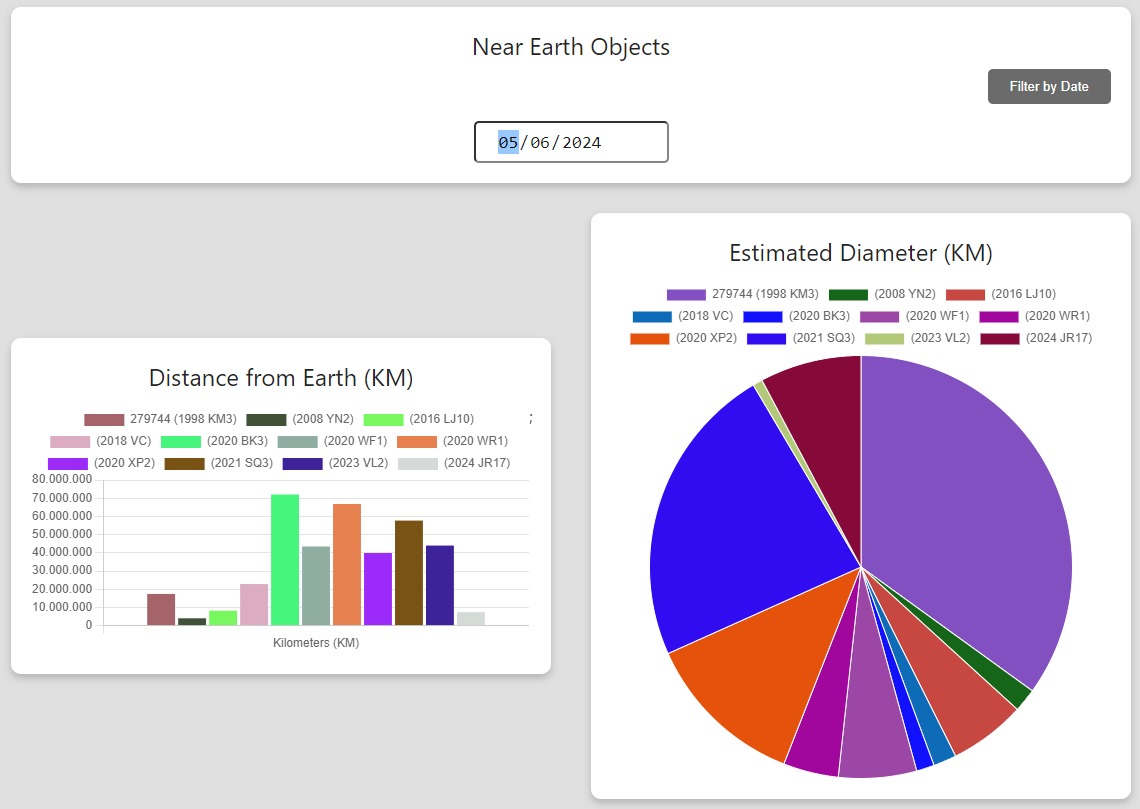 Near Earth Objects
Filter by Date
05/06/2024
Estimated Diameter (KM)
279744 (1998 KM3) (2008 YN2) (2016 LJ10)
(2018 VC) (2020 BK3) (2020 WF1) (2020 WR1)
(2020 XP2) (2021 SQ3) (2023 VL2) (2024 JR17)
Distance from Earth (KM)
279744 (1998 KM3) (2008 YN2) (2016 LJ10) ;
(2018 VC) (2020 BK3) (2020 WF1) (2020 WR1)
(2020 XP2) (2021 SQ3) (2023 VL2) (2024 JR17)
80.000.000
70.000.000
60.000.000
50.000.000
40.000.000
30.000.000
20.000.000
10.000.000
0
Kilometers (KM)